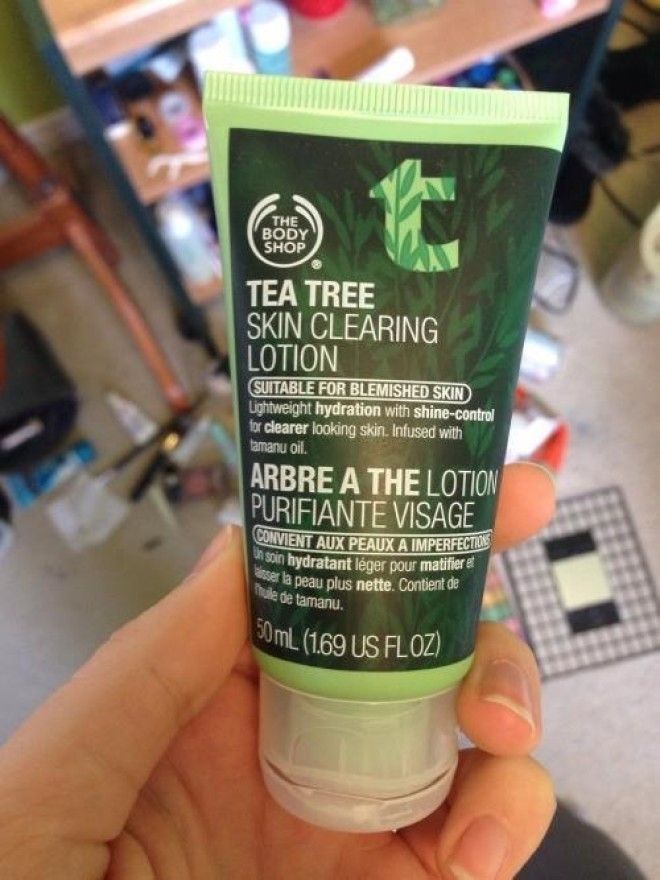 t
THE
BODY
SHOP
®
TEA TREE
SKIN CLEARING
LOTION
SUITABLE FOR BLEMISHED SKIN
Lightweight hydration with shine-control
for clearer looking skin. Infused with
tamanu oil.
ARBRE A THE LOTION
PURIFIANTE VISAGE
CONVIENT AUX PEAUX A IMPERFECTIONS
Un soin hydratant léger pour matifier et
laisser la peau plus nette. Contient de
l'huile de tamanu.
50 mL (1.69 US FL OZ)